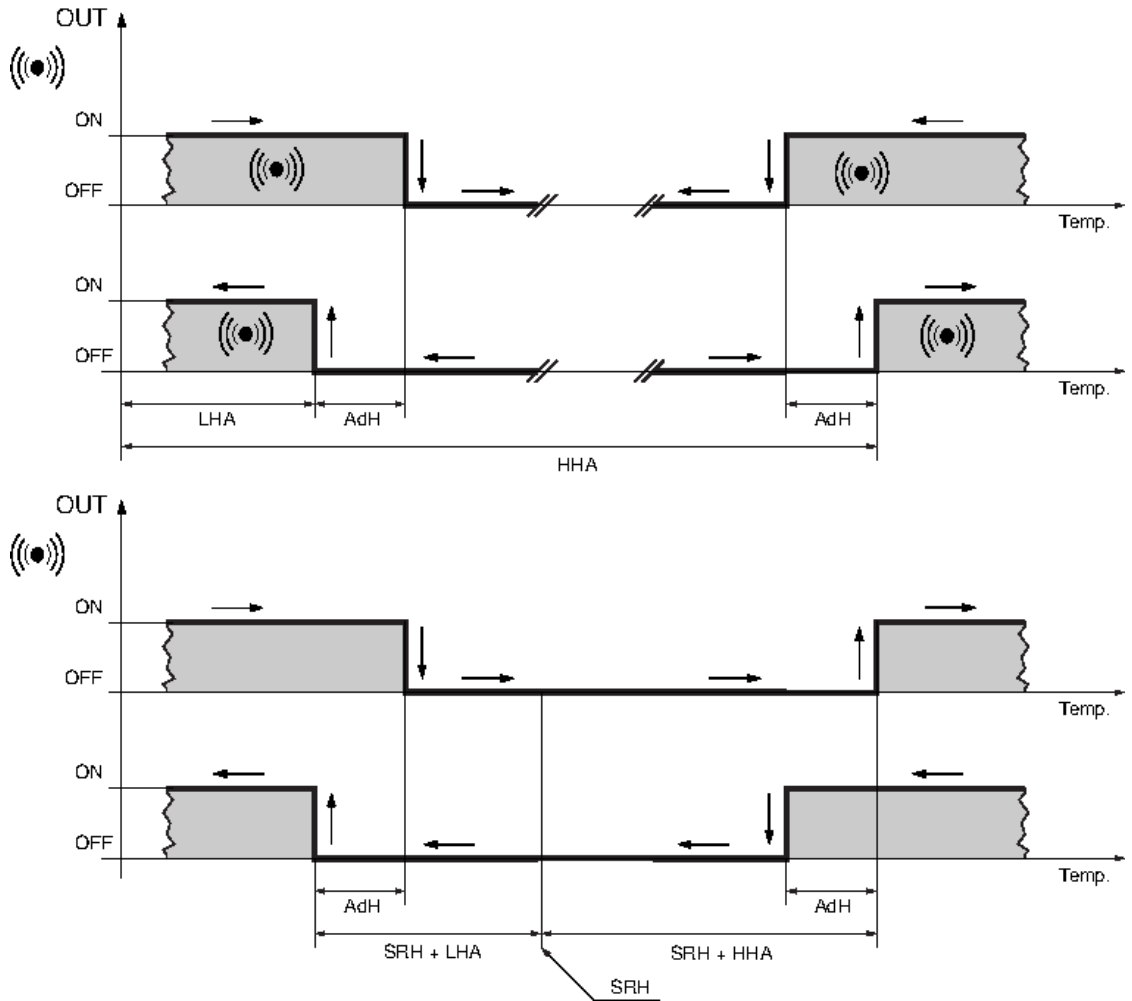 OUT
ON
OFF
Temp.
ON
OFF
Temp.
LHA
AdH
AdH
HHA
OUT
ON
OFF
Temp.
ON
OFF
Temp.
AdH
AdH
SRH + LHA
SRH + HHA
SRH